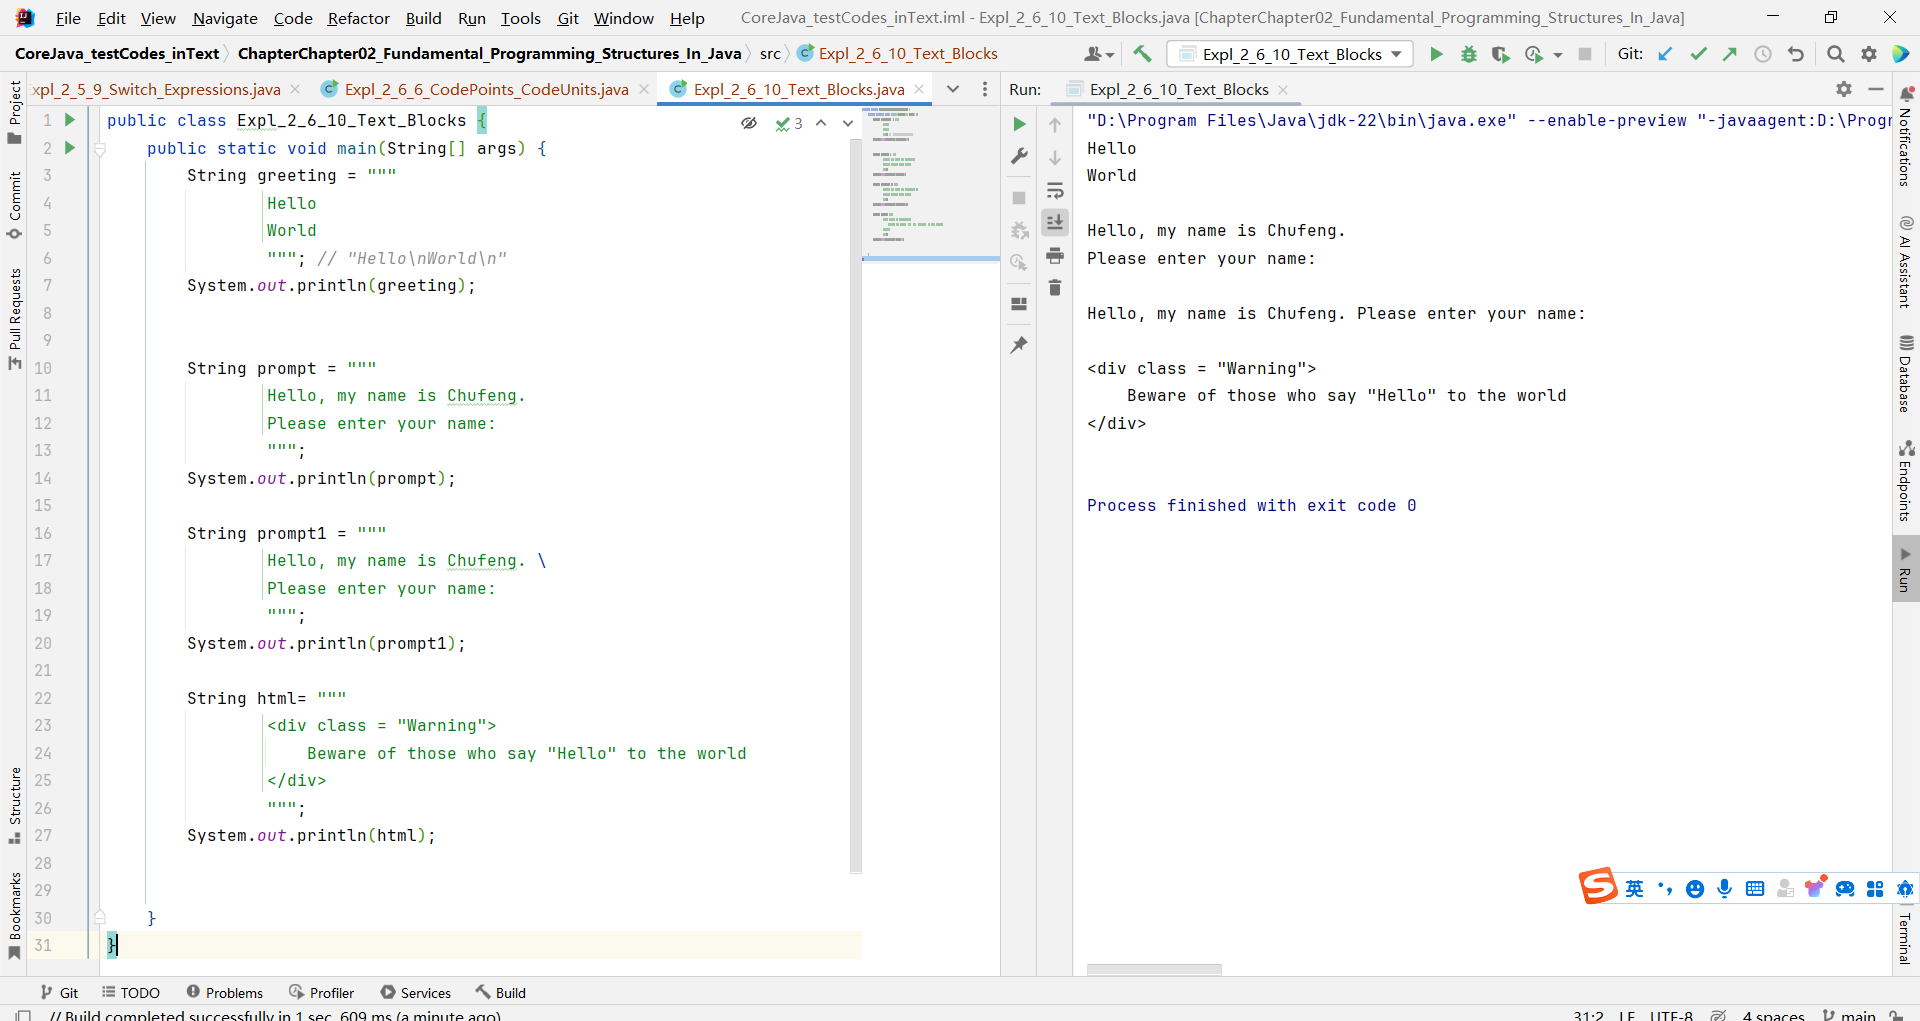 File Edit View Navigate Code Refactor Build Run Tools Git Window Help CoreJava_testCodes_inText.iml - Expl_2_6_10_Text_Blocks.java [ChapterChapter02_Fundamental_Programming_Structures_In_Java]
CoreJava_testCodes_inText ChapterChapter02_Fundamental_Programming_Structures_In_Java src Expl_2_6_10_Text_Blocks Expl_2_6_10_Text_Blocks Git:
xpl_2_5_9_Switch_Expressions.java Expl_2_6_6_CodePoints_CodeUnits.java Expl_2_6_10_Text_Blocks.java
Project
Commit
Pull Requests
Structure
Bookmarks
1 public class Expl_2_6_10_Text_Blocks {
3
2 public static void main(String[] args) {
3 String greeting = """
4 Hello
5 World
6 """; // "Hello\nWorld\n"
7 System.out.println(greeting);
8
9
10 String prompt = """
11 Hello, my name is Chufeng.
12 Please enter your name:
13 """;
14 System.out.println(prompt);
15
16 String prompt1 = """
17 Hello, my name is Chufeng. \
18 Please enter your name:
19 """;
20 System.out.println(prompt1);
21
22 String html= """
23 <div class = "Warning">
24 Beware of those who say "Hello" to the world
25 </div>
26 """;
27 System.out.println(html);
28
29
30 }
31 }
Run: Expl_2_6_10_Text_Blocks
"D:\Program Files\Java\jdk-22\bin\java.exe" --enable-preview "-javaagent:D:\Progr
Hello
World
Hello, my name is Chufeng.
Please enter your name:
Hello, my name is Chufeng. Please enter your name:
<div class = "Warning">
Beware of those who say "Hello" to the world
</div>
Process finished with exit code 0
Notifications
AI Assistant
Database
Endpoints
Run
Terminal
S 英
Git TODO Problems Profiler Services Build
// Build completed successfully in 1 sec, 609 ms (a minute ago) 31:2 LF UTF-8 4 spaces main